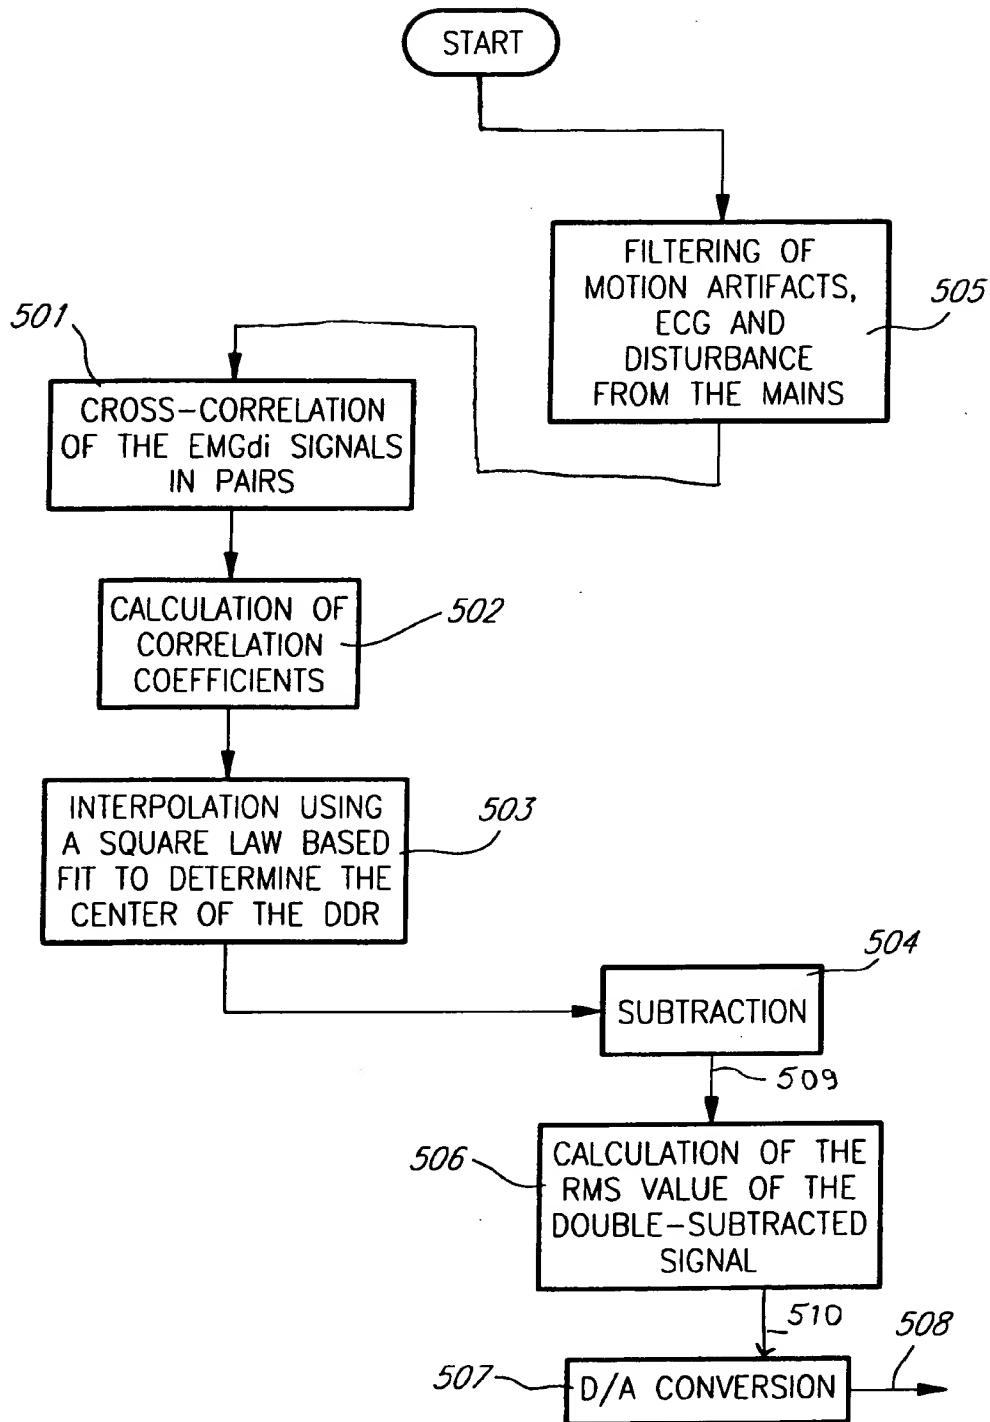 START
FILTERING OF
MOTION ARTIFACTS,
ECG AND
DISTURBANCE
FROM THE MAINS
505
501
CROSS-CORRELATION
OF THE EMGdi SIGNALS
IN PAIRS
CALCULATION OF
CORRELATION
COEFFICIENTS
502
INTERPOLATION USING
A SQUARE LAW BASED
FIT TO DETERMINE THE
CENTER OF THE DDR
503
504
SUBTRACTION
509
506
CALCULATION OF THE
RMS VALUE OF THE
DOUBLE-SUBTRACTED
SIGNAL
510
508
507
D/A CONVERSION